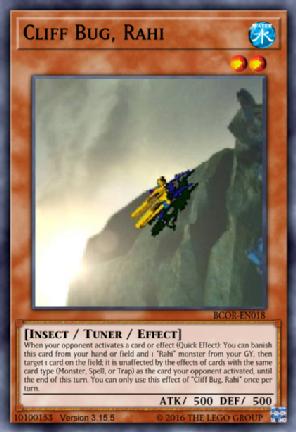 CLIFF BUG, RAHI
WATER
水
BCOR-EN018
[INSECT / TUNER / EFFECT]
When your opponent activates a card or effect (Quick Effect): You can banish
this card from your hand or field and 1 "Rahi" monster from your GY, then
target 1 card on the field; it is unaffected by the effects of cards with the same
card type (Monster, Spell, or Trap) as the card your opponent activated, until
the end of this turn. You can only use this effect of "Cliff Bug, Rahi" once per
turn.
ATK/ 500 DEF/ 500
10100153 Version 3.15.5 ©2016 THE LEGO GROUP